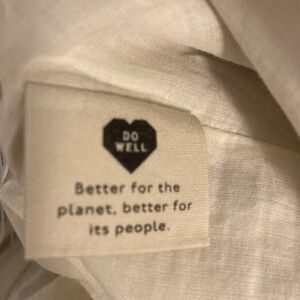 DO
WELL
Better for the
planet, better for
its people.